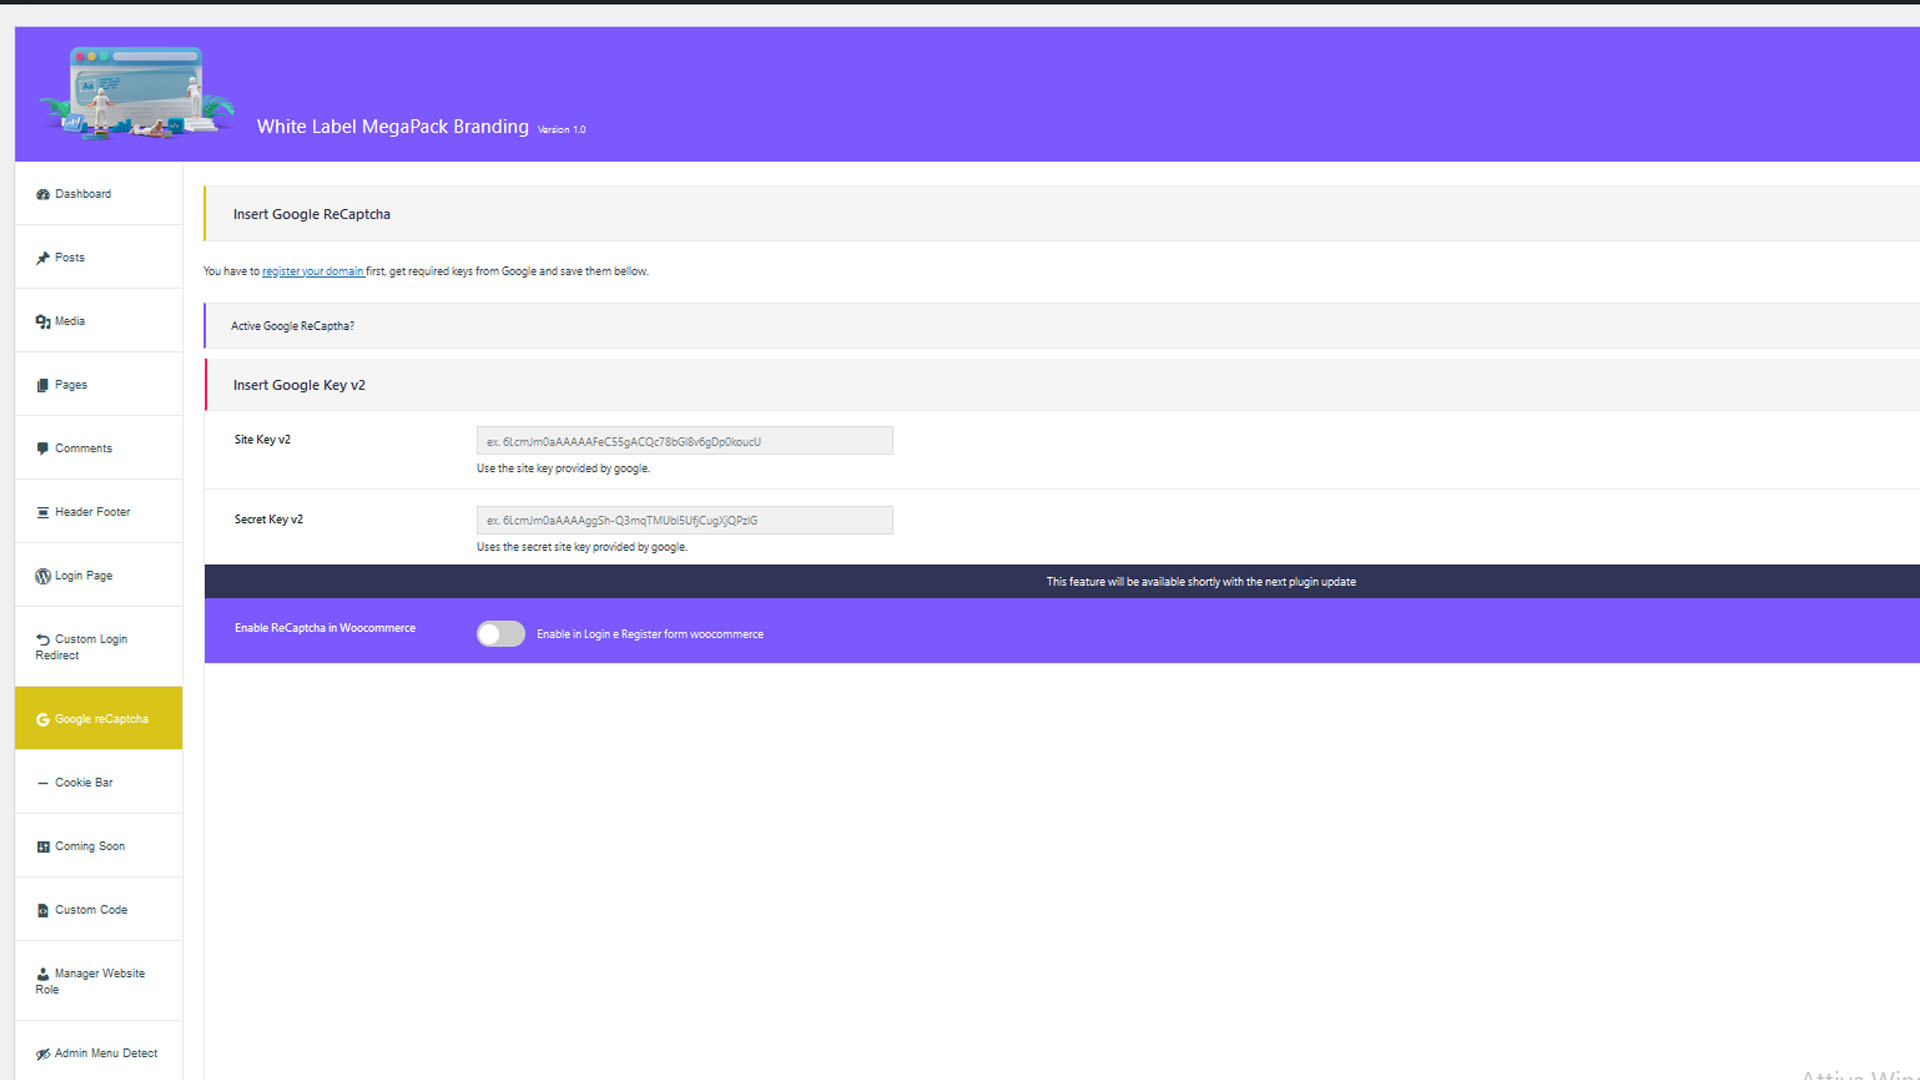 Aa
White Label MegaPack Branding Version 1.0
Dashboard
Posts
Media
Pages
Comments
Header Footer
Login Page
Custom Login
Redirect
Google reCaptcha
Cookie Bar
Coming Soon
Custom Code
Manager Website
Role
Admin Menu Detect
Insert Google ReCaptcha
You have to register your domain first, get required keys from Google and save them bellow.
Active Google ReCaptha?
Insert Google Key v2
Site Key v2
ex. 6LcmJm0aAAAAAFeC55gACQc78bGl8v6gDp0koucU
Use the site key provided by google.
Secret Key v2
ex. 6LcmJm0aAAAAggSh-Q3mqTMUbI5UfjCugXjQPzIG
Uses the secret site key provided by google.
This feature will be available shortly with the next plugin update
Enable ReCaptcha in Woocommerce
Enable in Login e Register form woocommerce